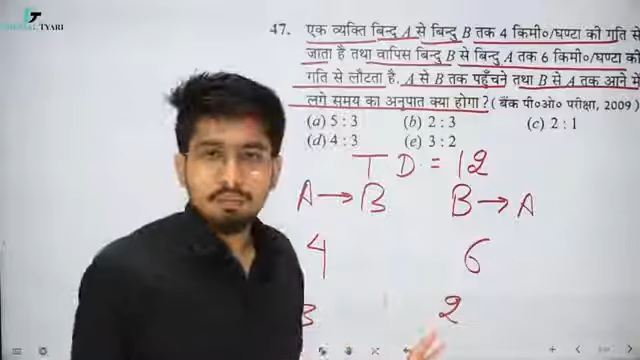 TYARI
47. एक व्यक्ति बिन्दु A से बिन्दु B तक 4 किमी०/घण्टा की गति से
जाता है तथा वापिस बिन्दु B से बिन्दु A तक 6 किमी०/घण्टा की
गति से लौटता है. A से B तक पहुँचने तथा B से A तक आने में
लगे समय का अनुपात क्या होगा? (बैंक पी०ओ० परीक्षा, 2009)
(a) 5 : 3 (b) 2 : 3 (c) 2 : 1
(d) 4 : 3 (e) 3 : 2
T D = 12
A → B B → A
4 6
3 2